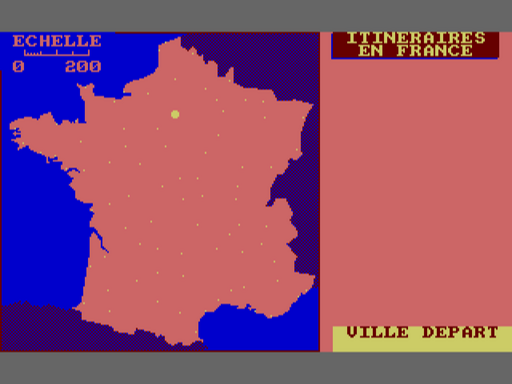 ECHELLE
0 200
ITINERAIRES
EN FRANCE
VILLE DEPART